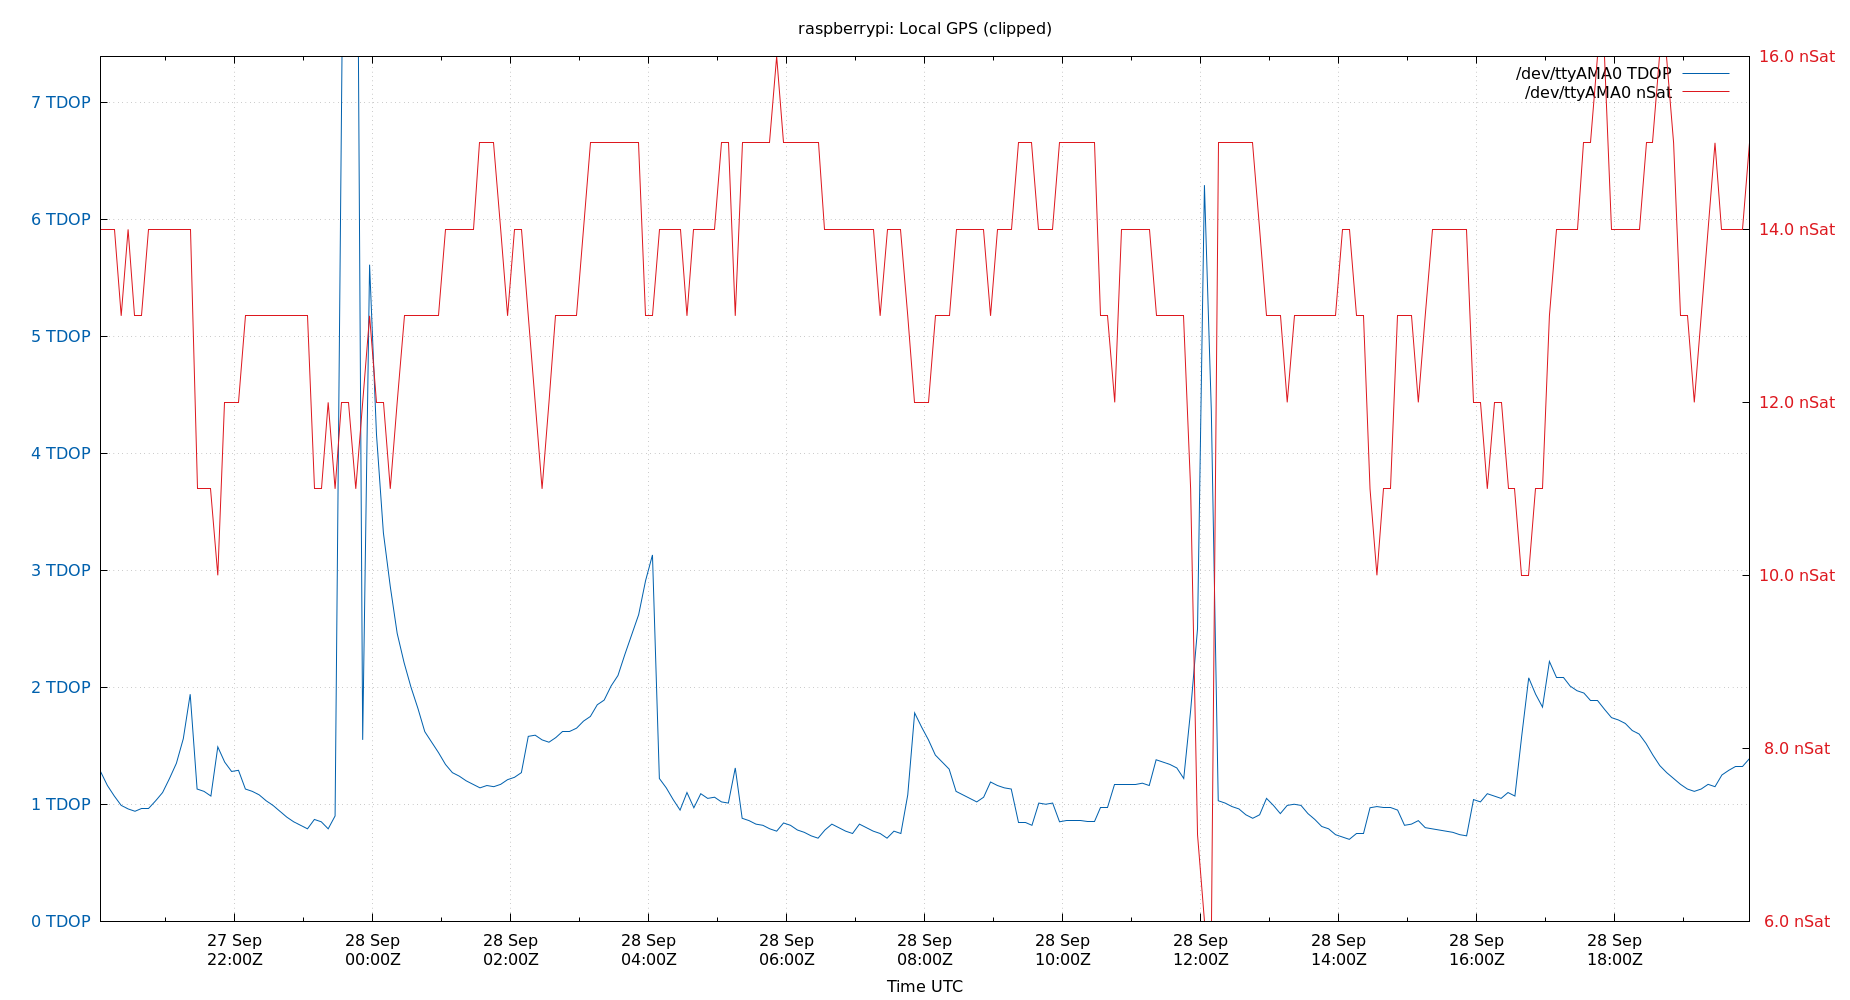 raspberrypi: Local GPS (clipped)
/dev/ttyAMA0 TDOP
/dev/ttyAMA0 nSat
7 TDOP
6 TDOP
5 TDOP
4 TDOP
3 TDOP
2 TDOP
1 TDOP
0 TDOP
16.0 nSat
14.0 nSat
12.0 nSat
10.0 nSat
8.0 nSat
6.0 nSat
27 Sep 28 Sep 28 Sep 28 Sep 28 Sep 28 Sep 28 Sep 28 Sep 28 Sep 28 Sep 28 Sep
22:00Z 00:00Z 02:00Z 04:00Z 06:00Z 08:00Z 10:00Z 12:00Z 14:00Z 16:00Z 18:00Z
Time UTC